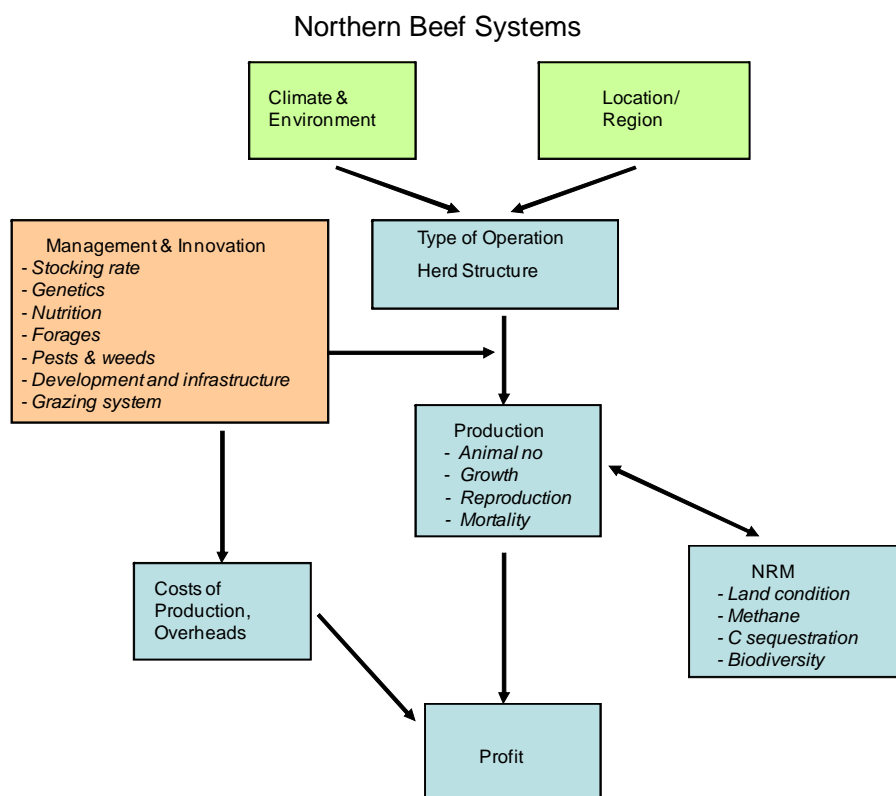 Northern Beef Systems
Climate &
Environment
Location/
Region
Type of Operation
Herd Structure
Management & Innovation
- Stocking rate
- Genetics
- Nutrition
- Forages
- Pests & weeds
- Development and infrastructure
- Grazing system
Production
- Animal no
- Growth
- Reproduction
- Mortality
Costs of
Production,
Overheads
NRM
- Land condition
- Methane
- C sequestration
- Biodiversity
Profit